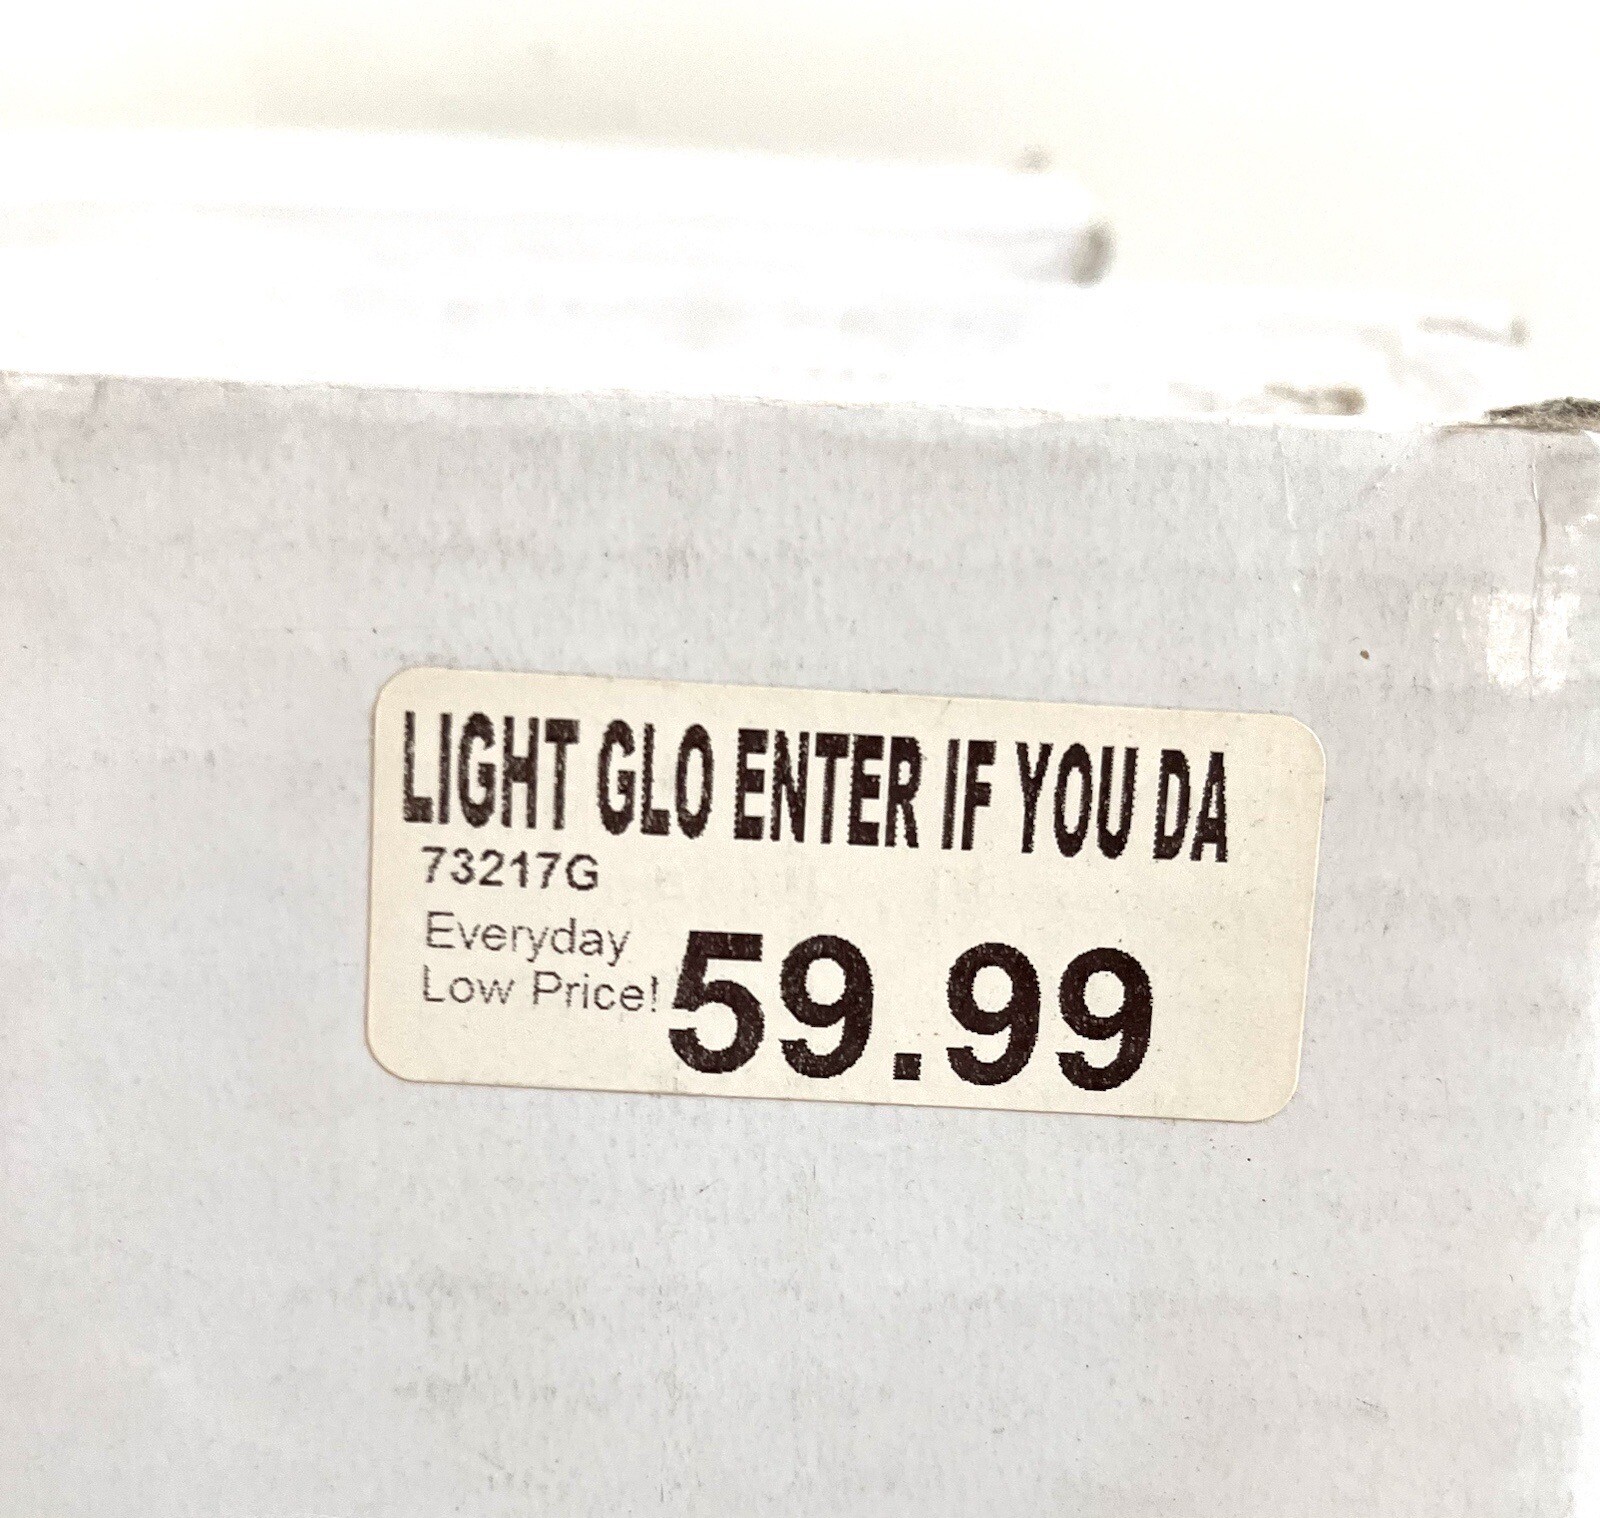 LIGHT GLO ENTER IF YOU DA
73217G
Everyday
Low Price! 59.99